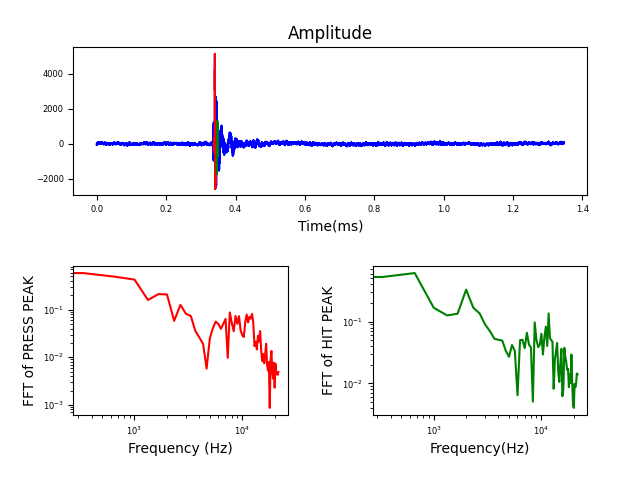 Amplitude
4000
2000
0
−2000
0.0 0.2 0.4 0.6 0.8 1.0 1.2 1.4
Time(ms)
FFT of PRESS PEAK
10⁻¹
10⁻²
10⁻³
10³ 10⁴
Frequency (Hz)
FFT of HIT PEAK
10⁻¹
10⁻²
10³ 10⁴
Frequency(Hz)